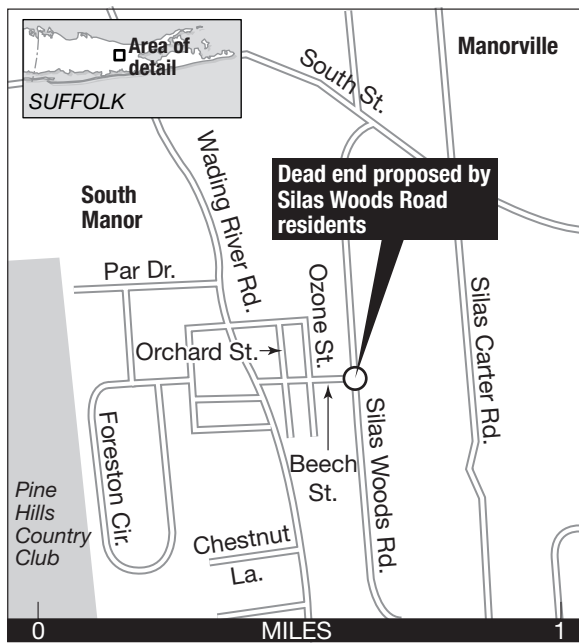 Area of
detail
SUFFOLK
Manorville
South St.
Wading River Rd.
Dead end proposed by
Silas Woods Road
residents
South
Manor
Par Dr.
Ozone St.
Orchard St.
Silas Carter Rd.
Foreston Cir.
Beech
St.
Silas Woods Rd.
Pine
Hills
Country
Club
Chestnut
La.
0 MILES 1